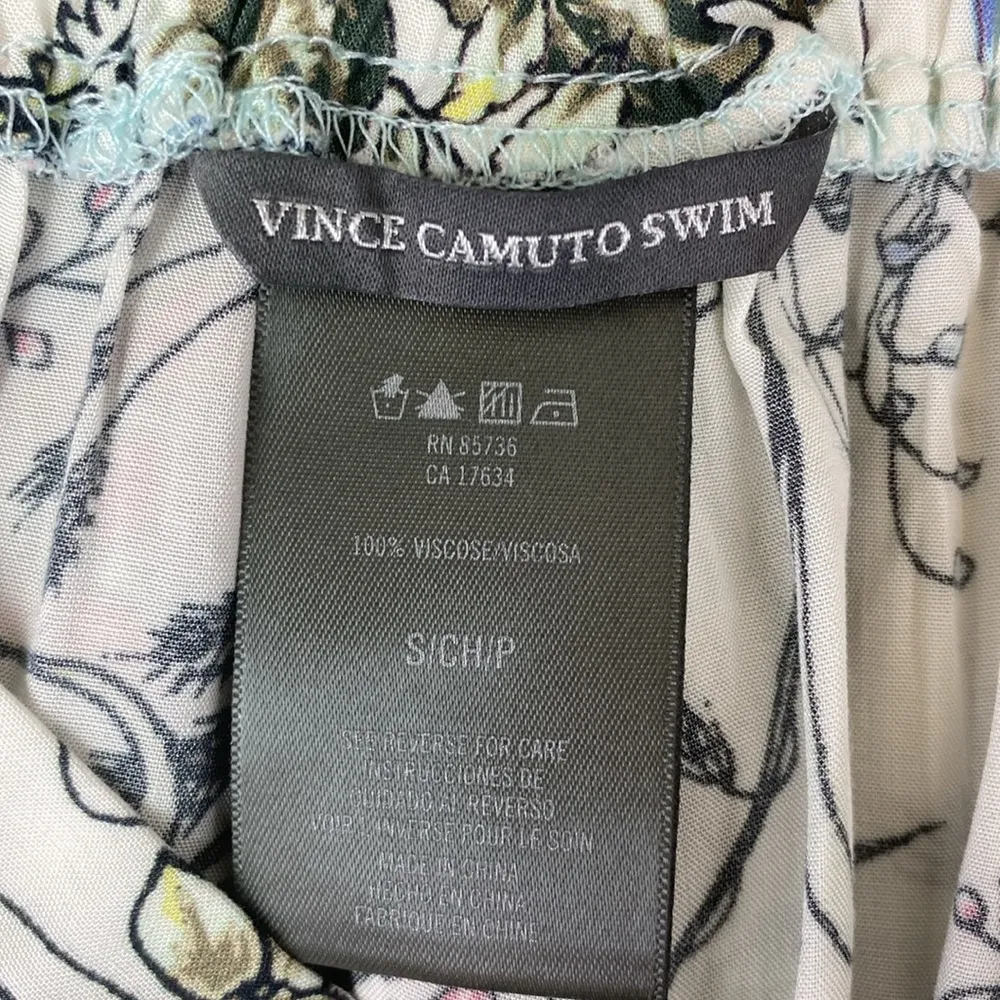 VINCE CAMUTO SWIM
RN 85736
CA 17634
100% VISCOSE/VISCOSA
S/CH/P
SEE REVERSE FOR CARE
INSTRUCCIONES DE
CUIDADO AL REVERSO
VOIR L'INVERSE POUR LE SOIN
MADE IN CHINA
HECHO EN CHINA
FABRIQUE EN CHINE